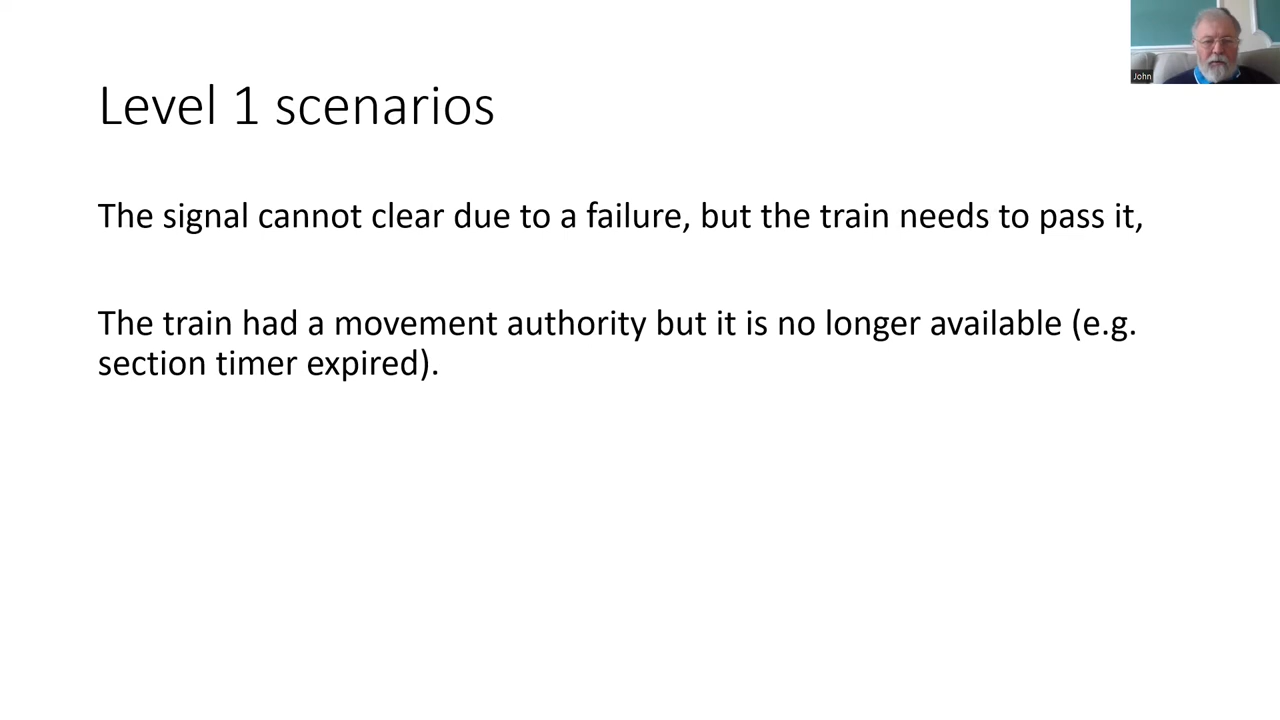 John
Level 1 scenarios
The signal cannot clear due to a failure, but the train needs to pass it,
The train had a movement authority but it is no longer available (e.g.
section timer expired).